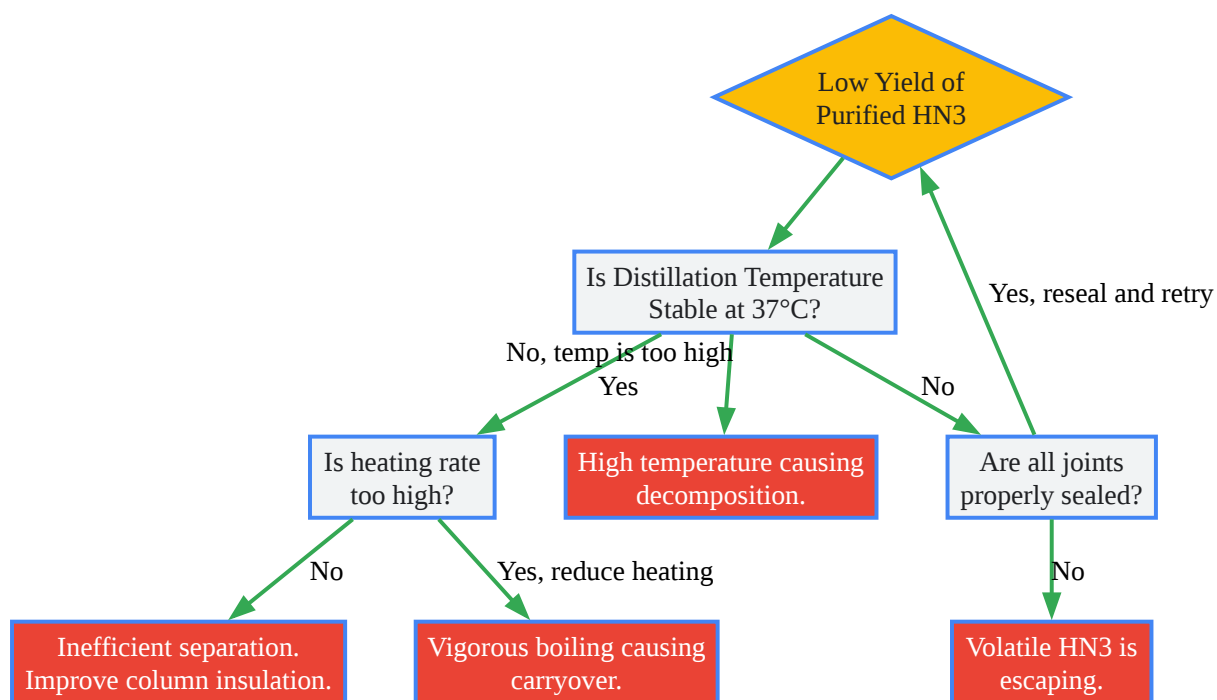 Low Yield of
Purified HN3
Is Distillation Temperature
Stable at 37°C?
Yes, reseal and retry
No, temp is too high
Yes
No
Is heating rate
too high?
High temperature causing
decomposition.
Are all joints
properly sealed?
No
Yes, reduce heating
No
Inefficient separation.
Improve column insulation.
Vigorous boiling causing
carryover.
Volatile HN3 is
escaping.